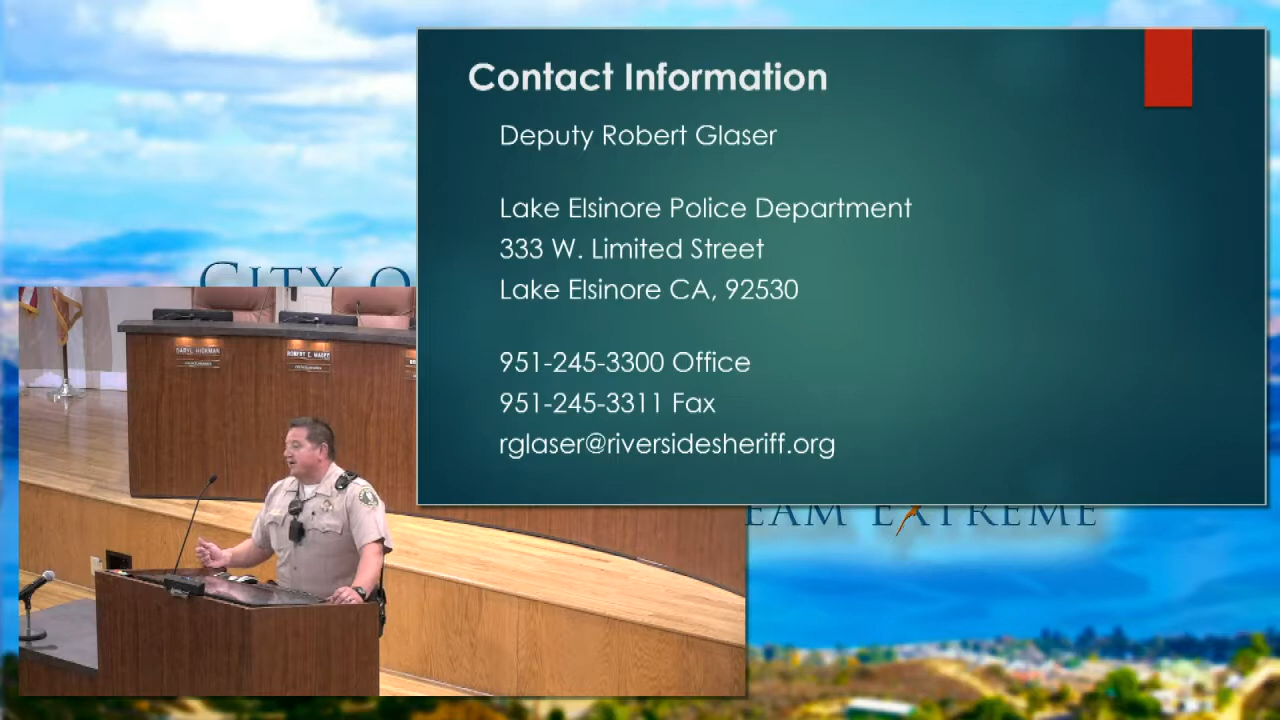 Contact Information
Deputy Robert Glaser
Lake Elsinore Police Department
333 W. Limited Street
Lake Elsinore CA, 92530
951-245-3300 Office
951-245-3311 Fax
rglaser@riversidesheriff.org
CITY O
DARYL HICKMAN
ROBERT E. MAGEE
EAM EXTREME